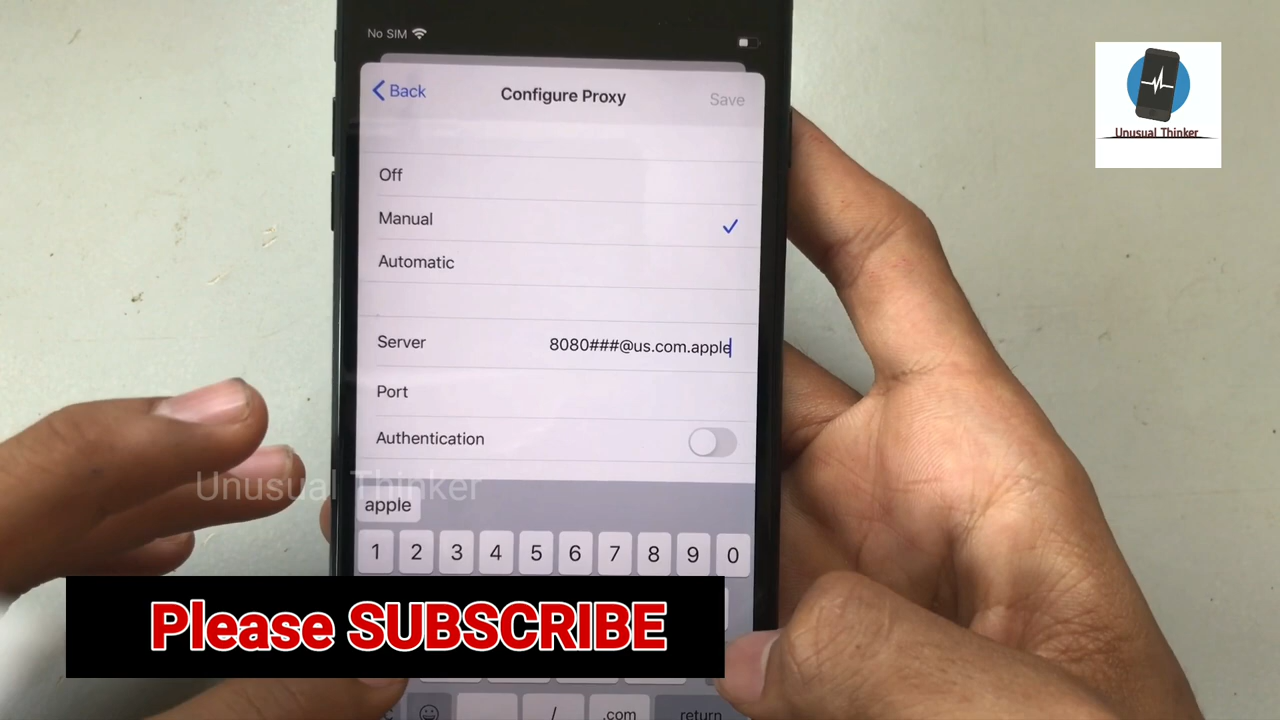 No SIM
Back
Configure Proxy
Save
Off
Manual
Automatic
Server
8080###@us.com.apple
Port
Authentication
Unusual Thinker
apple
1 2 3 4 5 6 7 8 9 0
Please SUBSCRIBE
/ .com return
Unusual Thinker